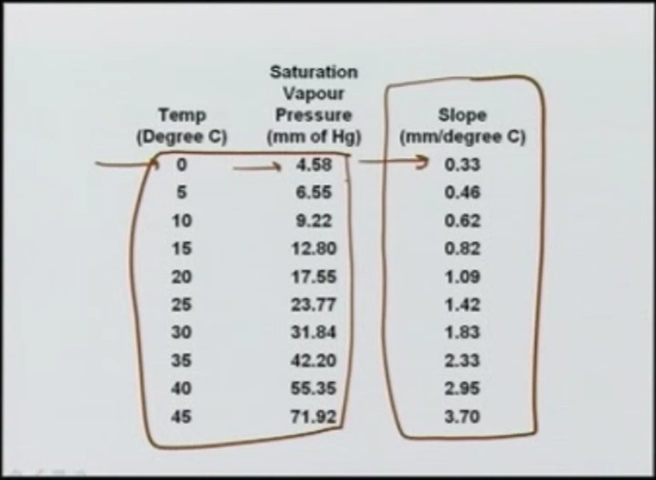 Saturation
Vapour
Temp Pressure Slope
(Degree C) (mm of Hg) (mm/degree C)
0 4.58 0.33
5 6.55 0.46
10 9.22 0.62
15 12.80 0.82
20 17.55 1.09
25 23.77 1.42
30 31.84 1.83
35 42.20 2.33
40 55.35 2.95
45 71.92 3.70